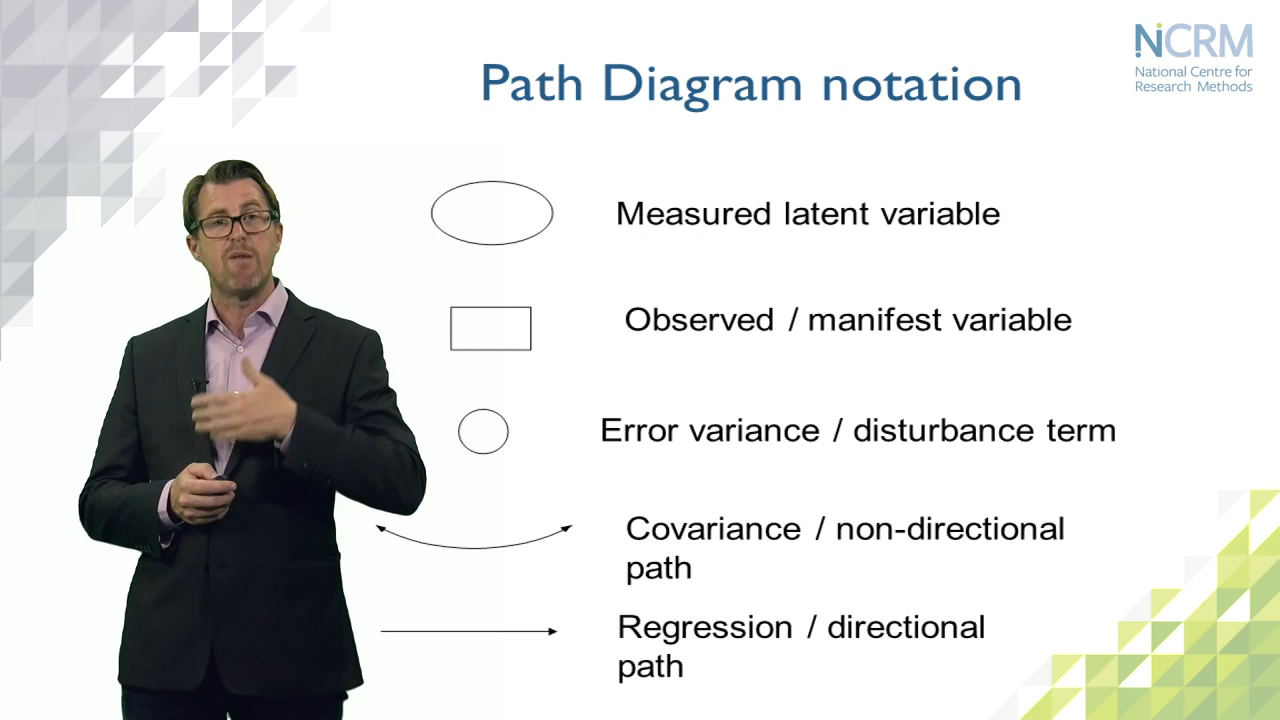 Path Diagram notation
NCRM
National Centre for
Research Methods
Measured latent variable
Observed / manifest variable
Error variance / disturbance term
Covariance / non-directional
path
Regression / directional
path